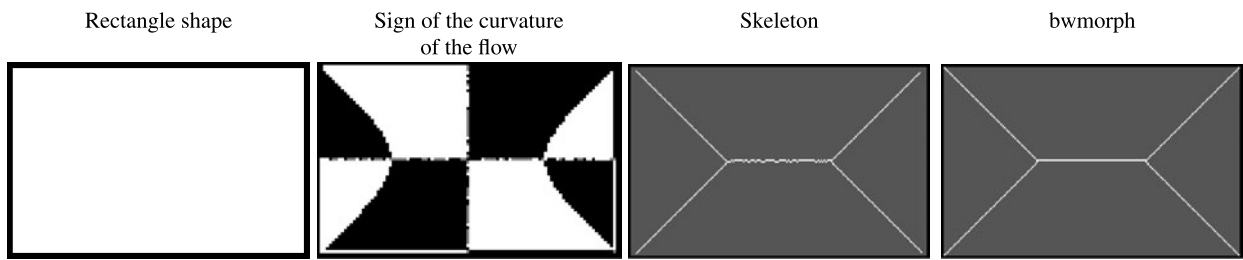 Rectangle shape
Sign of the curvature
of the flow
Skeleton
bwmorph